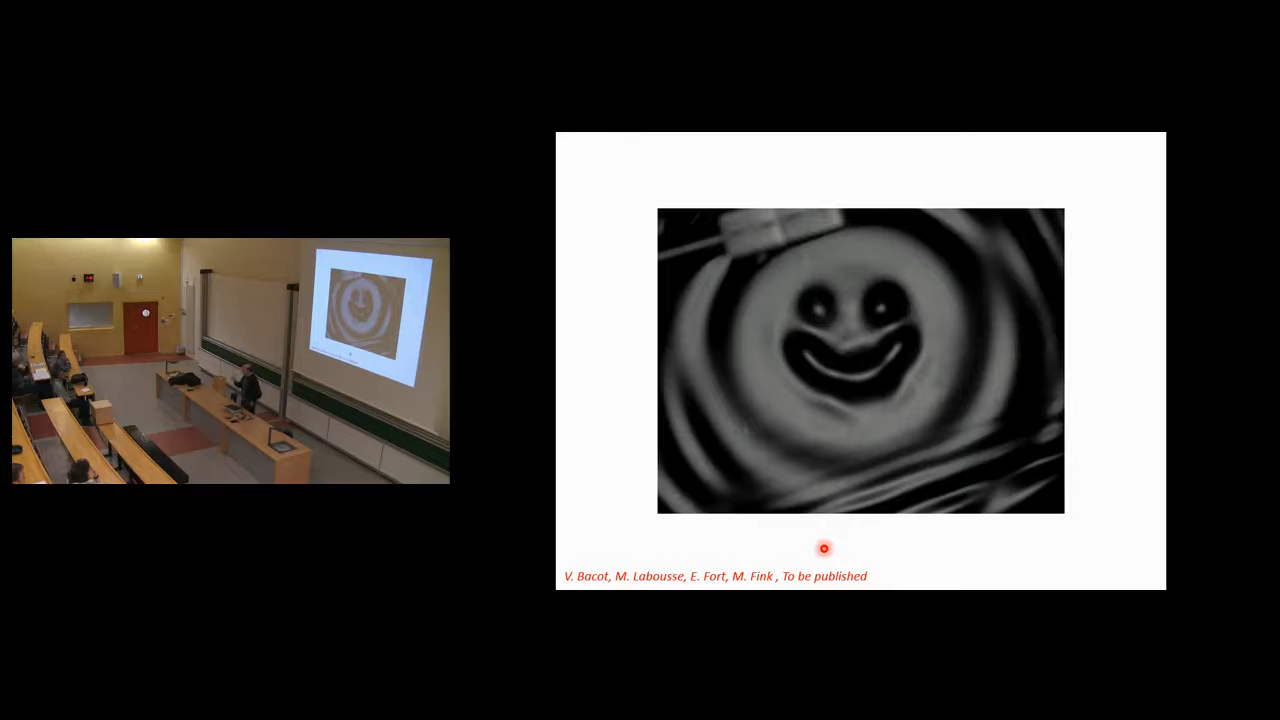 V. Bacot, M. Labousse, E. Fort, M. Fink , To be published